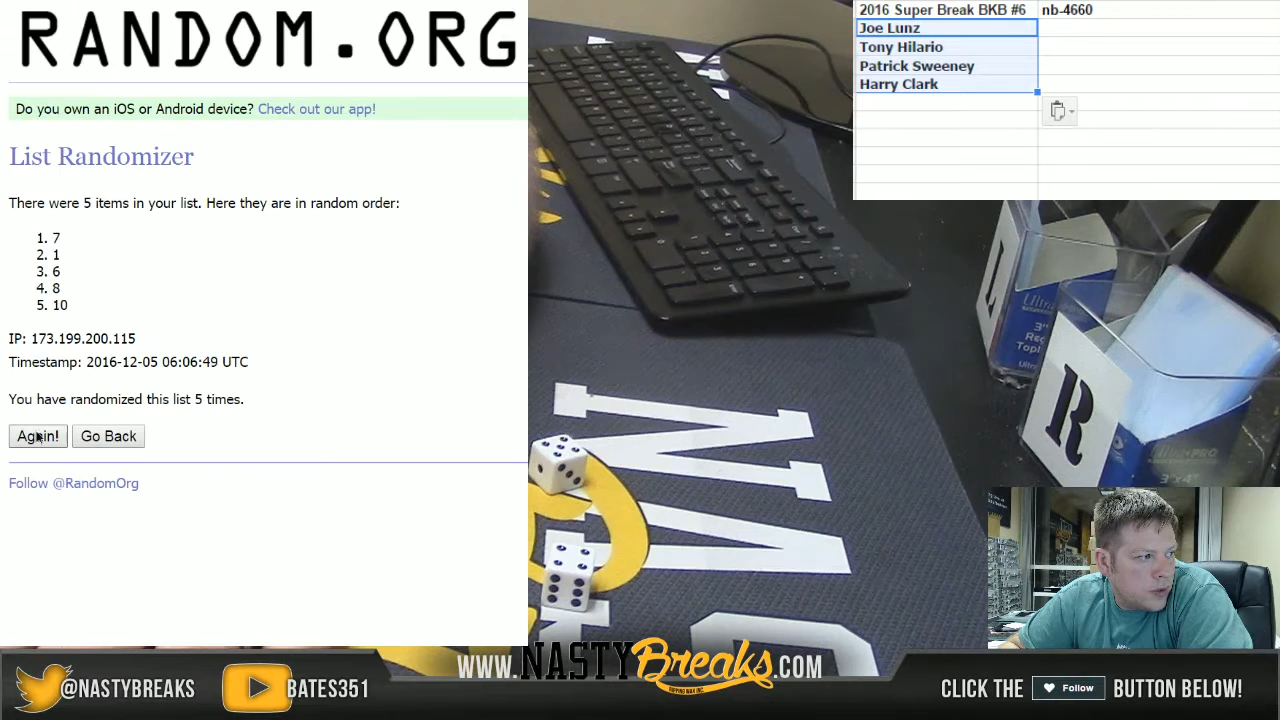 RANDOM.ORG
Do you own an iOS or Android device? Check out our app!
List Randomizer
There were 5 items in your list. Here they are in random order:
1. 7
2. 1
3. 6
4. 8
5. 10
IP: 173.199.200.115
Timestamp: 2016-12-05 06:06:49 UTC
You have randomized this list 5 times.
Again! Go Back
Follow @RandomOrg
2016 Super Break BKB #6 nb-4660
Joe Lunz
Tony Hilario
Patrick Sweeney
Harry Clark
L
R
3"x4"
@NASTYBREAKS
BATES351
WWW.NASTYBreaks.COM
CLICK THE Follow BUTTON BELOW!